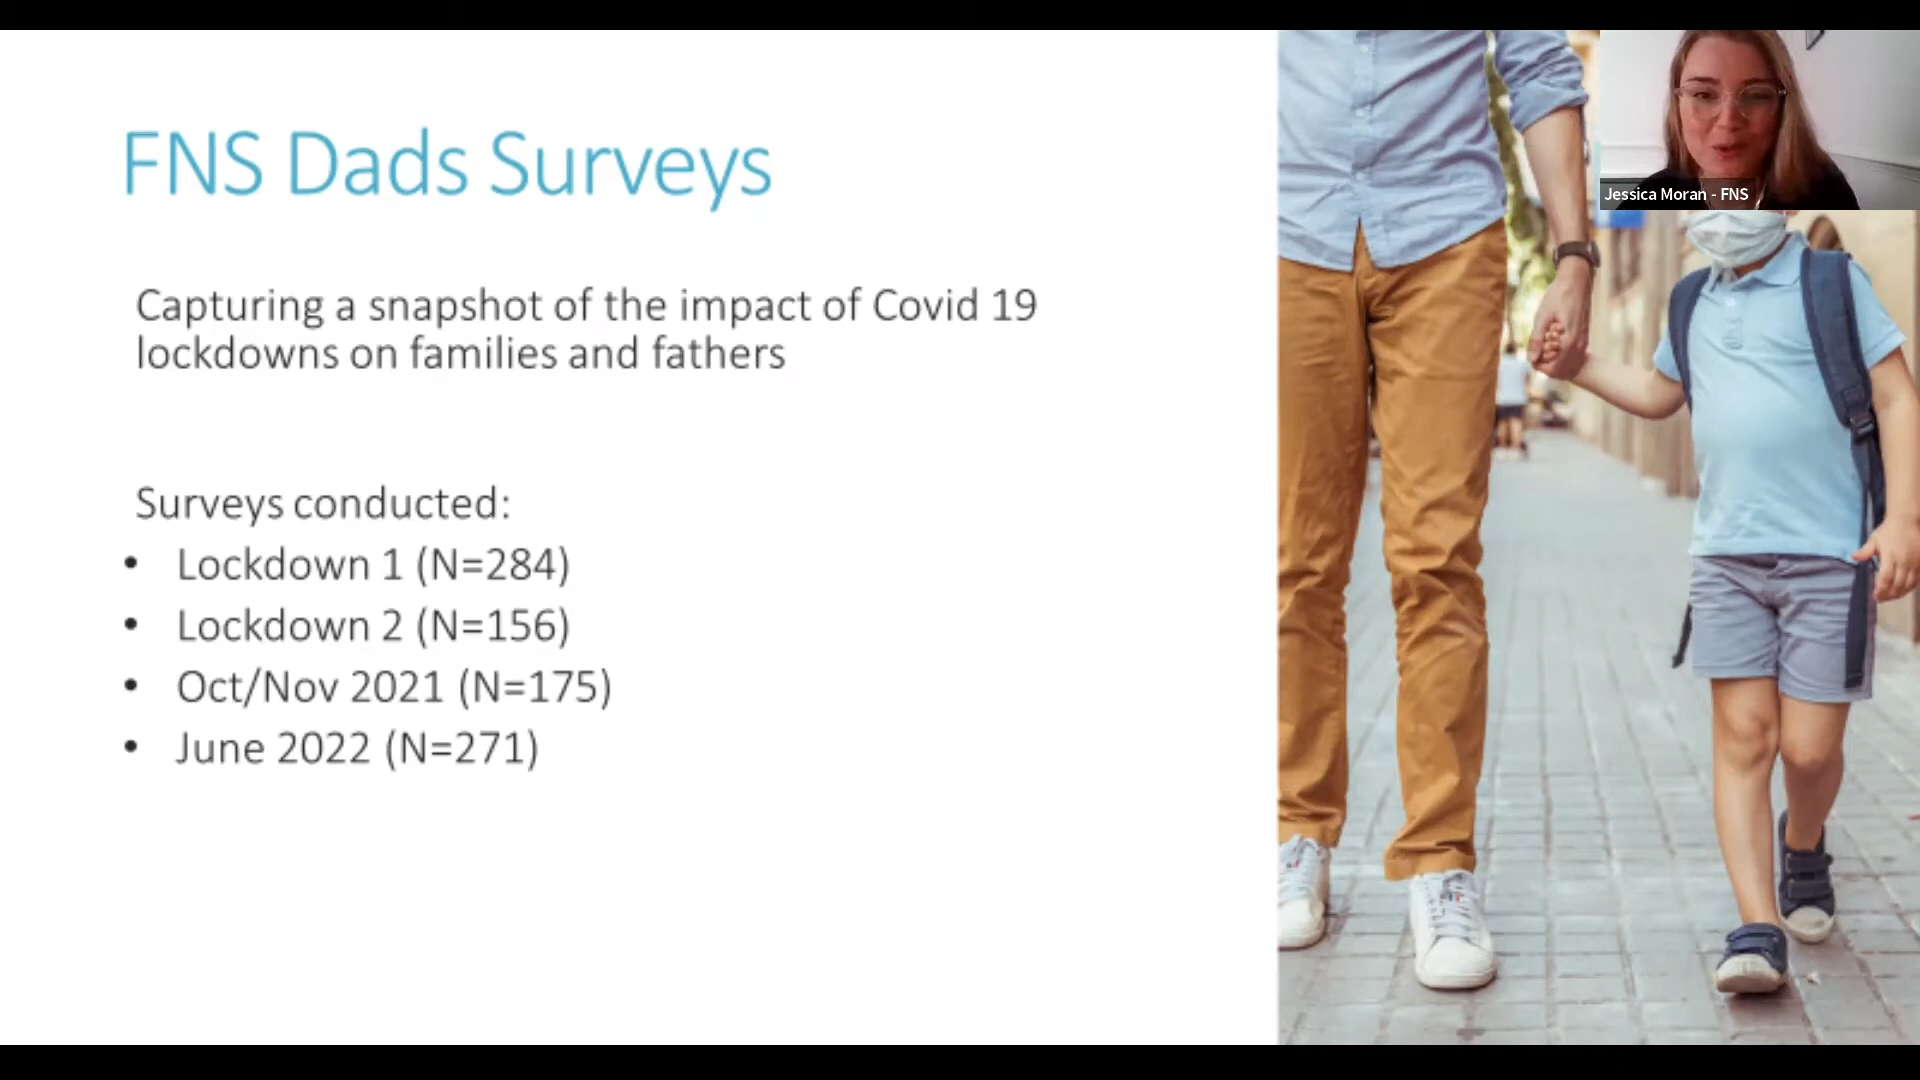 FNS Dads Surveys
Capturing a snapshot of the impact of Covid 19
lockdowns on families and fathers
Surveys conducted:
• Lockdown 1 (N=284)
• Lockdown 2 (N=156)
• Oct/Nov 2021 (N=175)
• June 2022 (N=271)
Jessica Moran - FNS